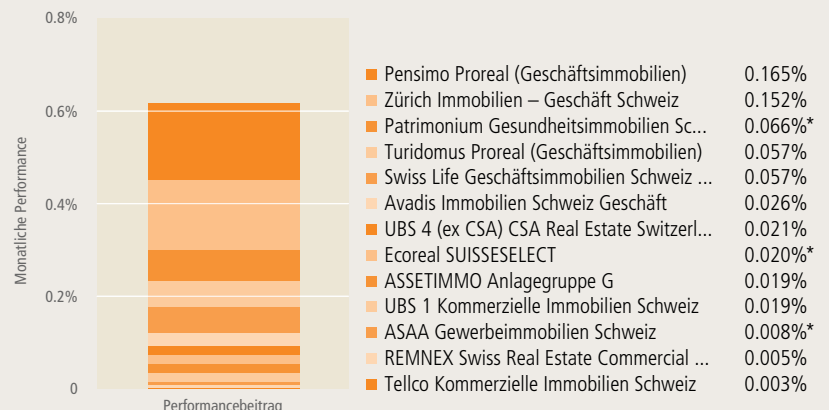 0.8%
0.6%
0.4%
0.2%
0
Monatliche Performance
Performancebeitrag
Pensimo Proreal (Geschäftsimmobilien) 0.165%
Zürich Immobilien – Geschäft Schweiz 0.152%
Patrimonium Gesundheitsimmobilien Sc... 0.066%*
Turidomus Proreal (Geschäftsimmobilien) 0.057%
Swiss Life Geschäftsimmobilien Schweiz ... 0.057%
Avadis Immobilien Schweiz Geschäft 0.026%
UBS 4 (ex CSA) CSA Real Estate Switzerl... 0.021%
Ecoreal SUISSESELECT 0.020%*
ASSETIMMO Anlagegruppe G 0.019%
UBS 1 Kommerzielle Immobilien Schweiz 0.019%
ASAA Gewerbeimmobilien Schweiz 0.008%*
REMNEX Swiss Real Estate Commercial ... 0.005%
Tellco Kommerzielle Immobilien Schweiz 0.003%